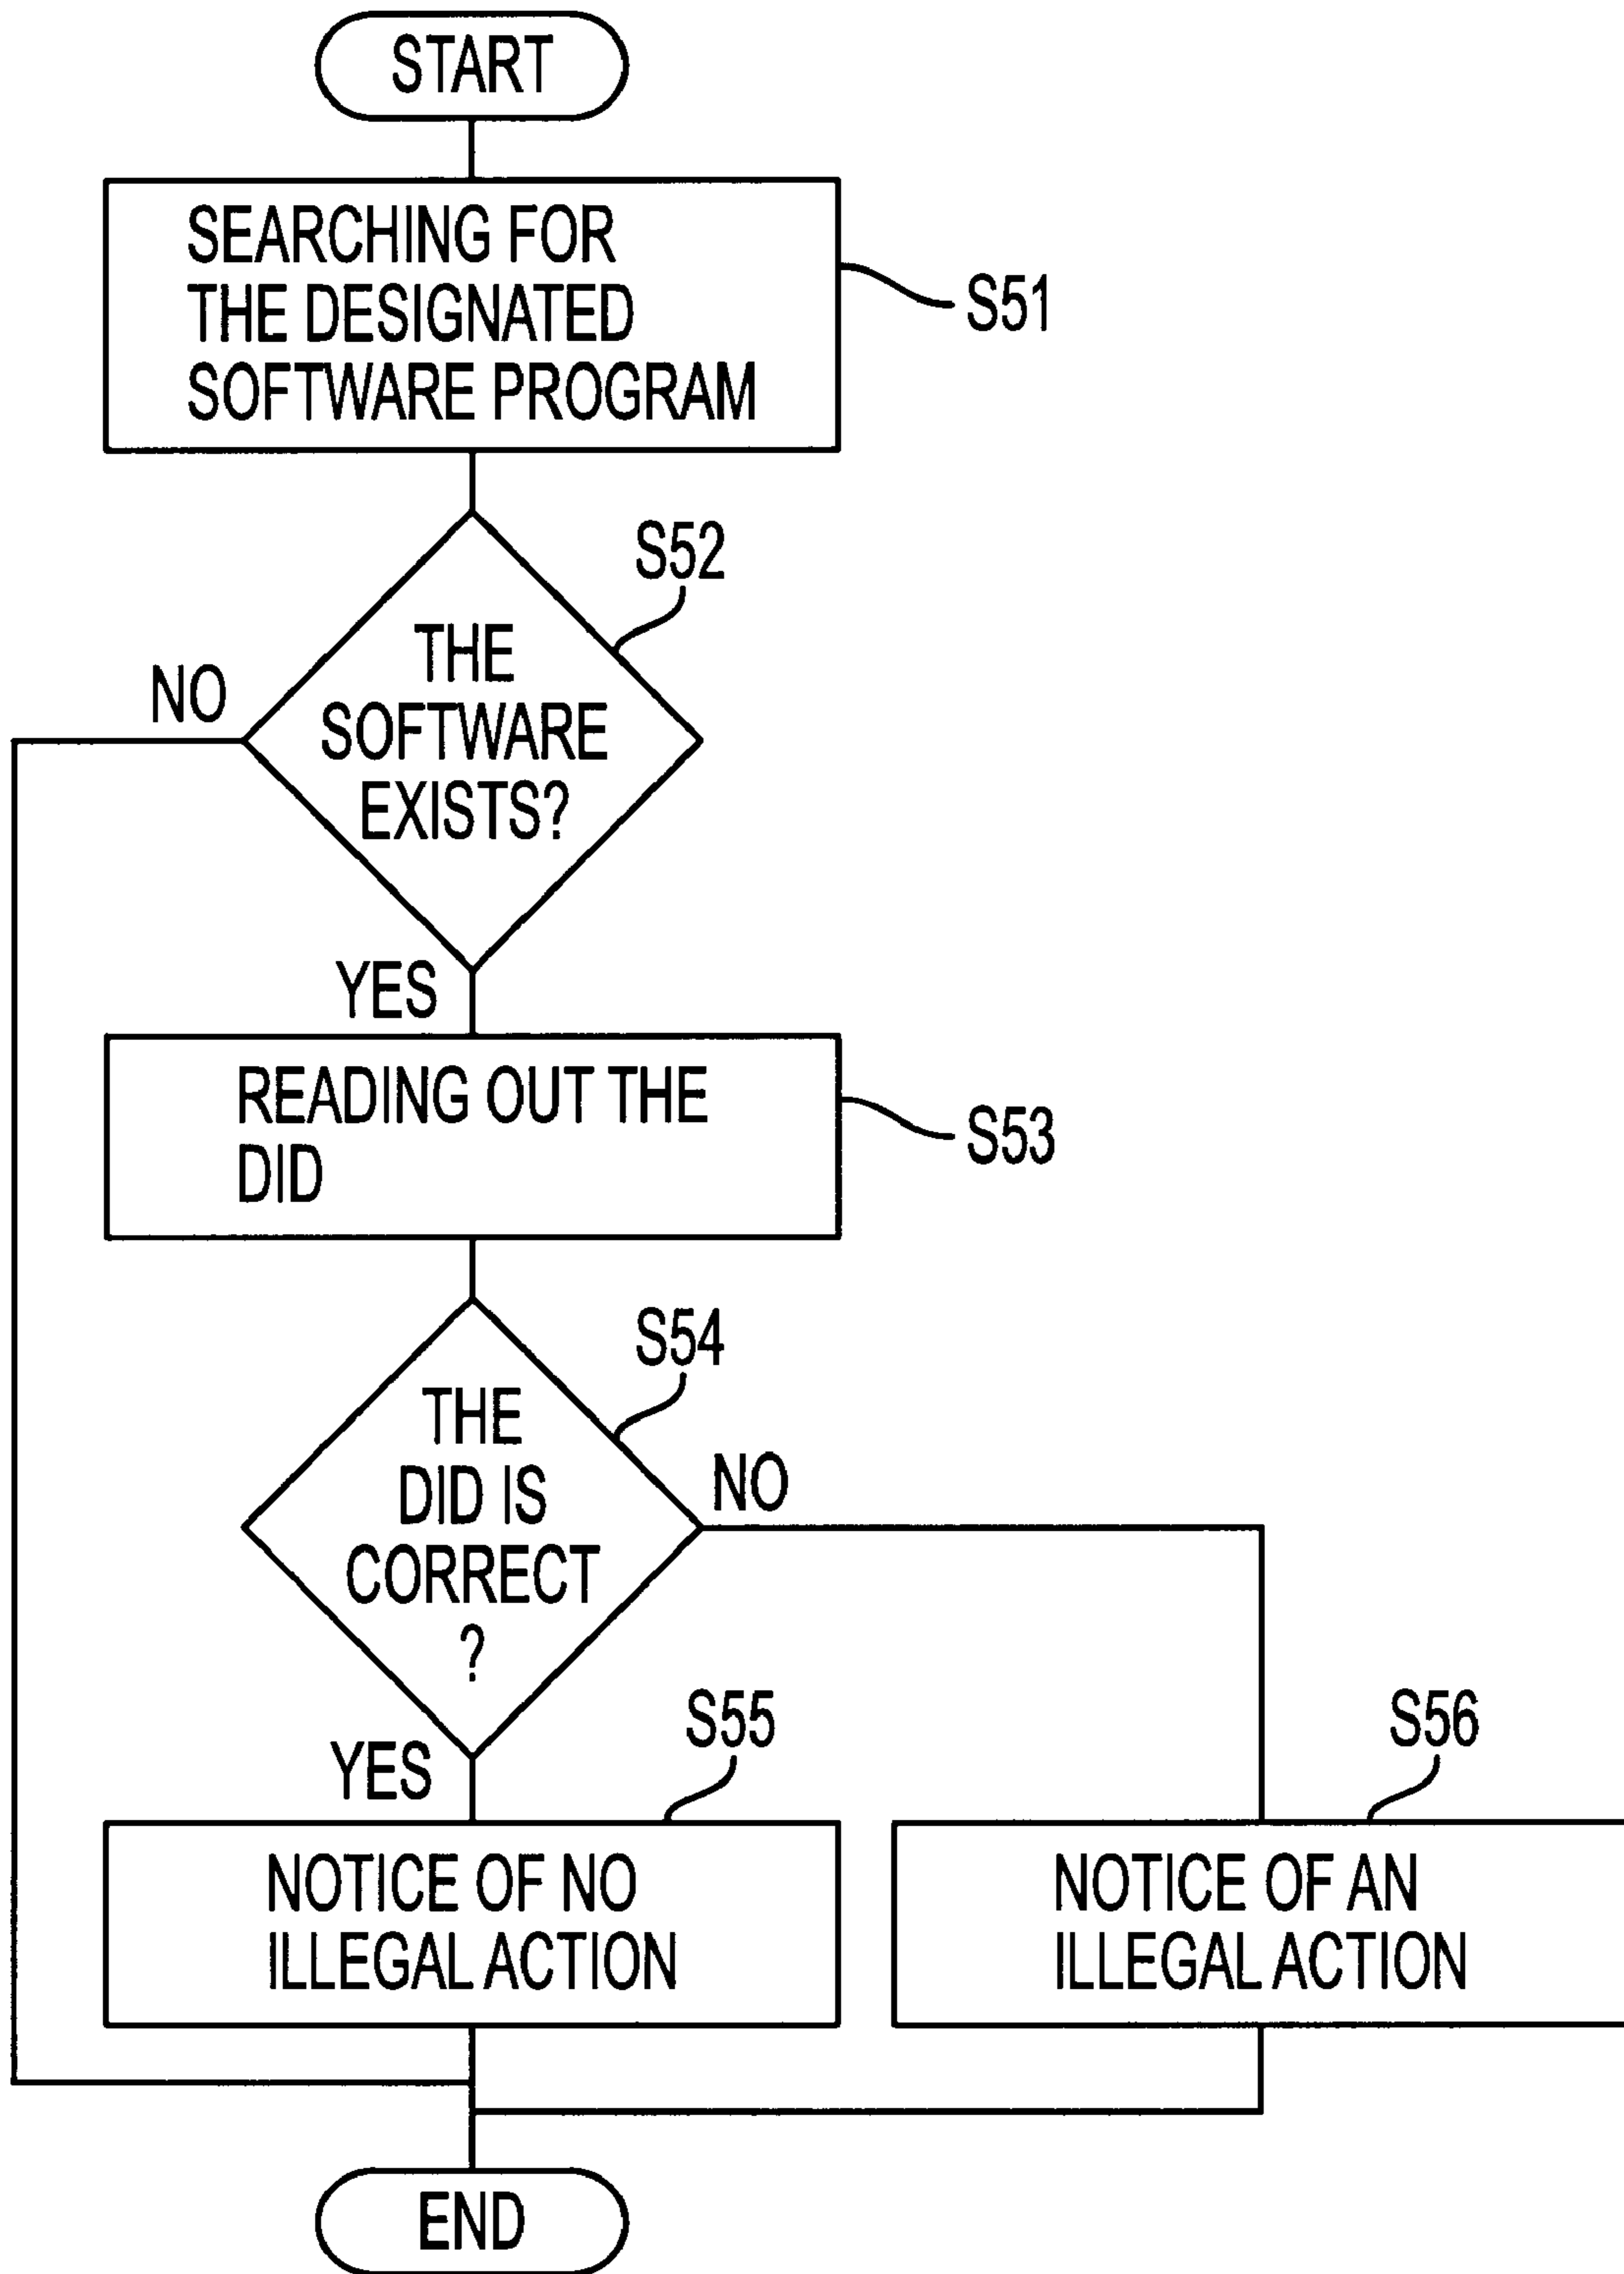 START
SEARCHING FOR
THE DESIGNATED
SOFTWARE PROGRAM
S51
S52
THE
SOFTWARE
EXISTS?
NO
YES
READING OUT THE
DID
S53
S54
THE
DID IS
CORRECT
?
NO
YES
S55
NOTICE OF NO
ILLEGAL ACTION
S56
NOTICE OF AN
ILLEGAL ACTION
END